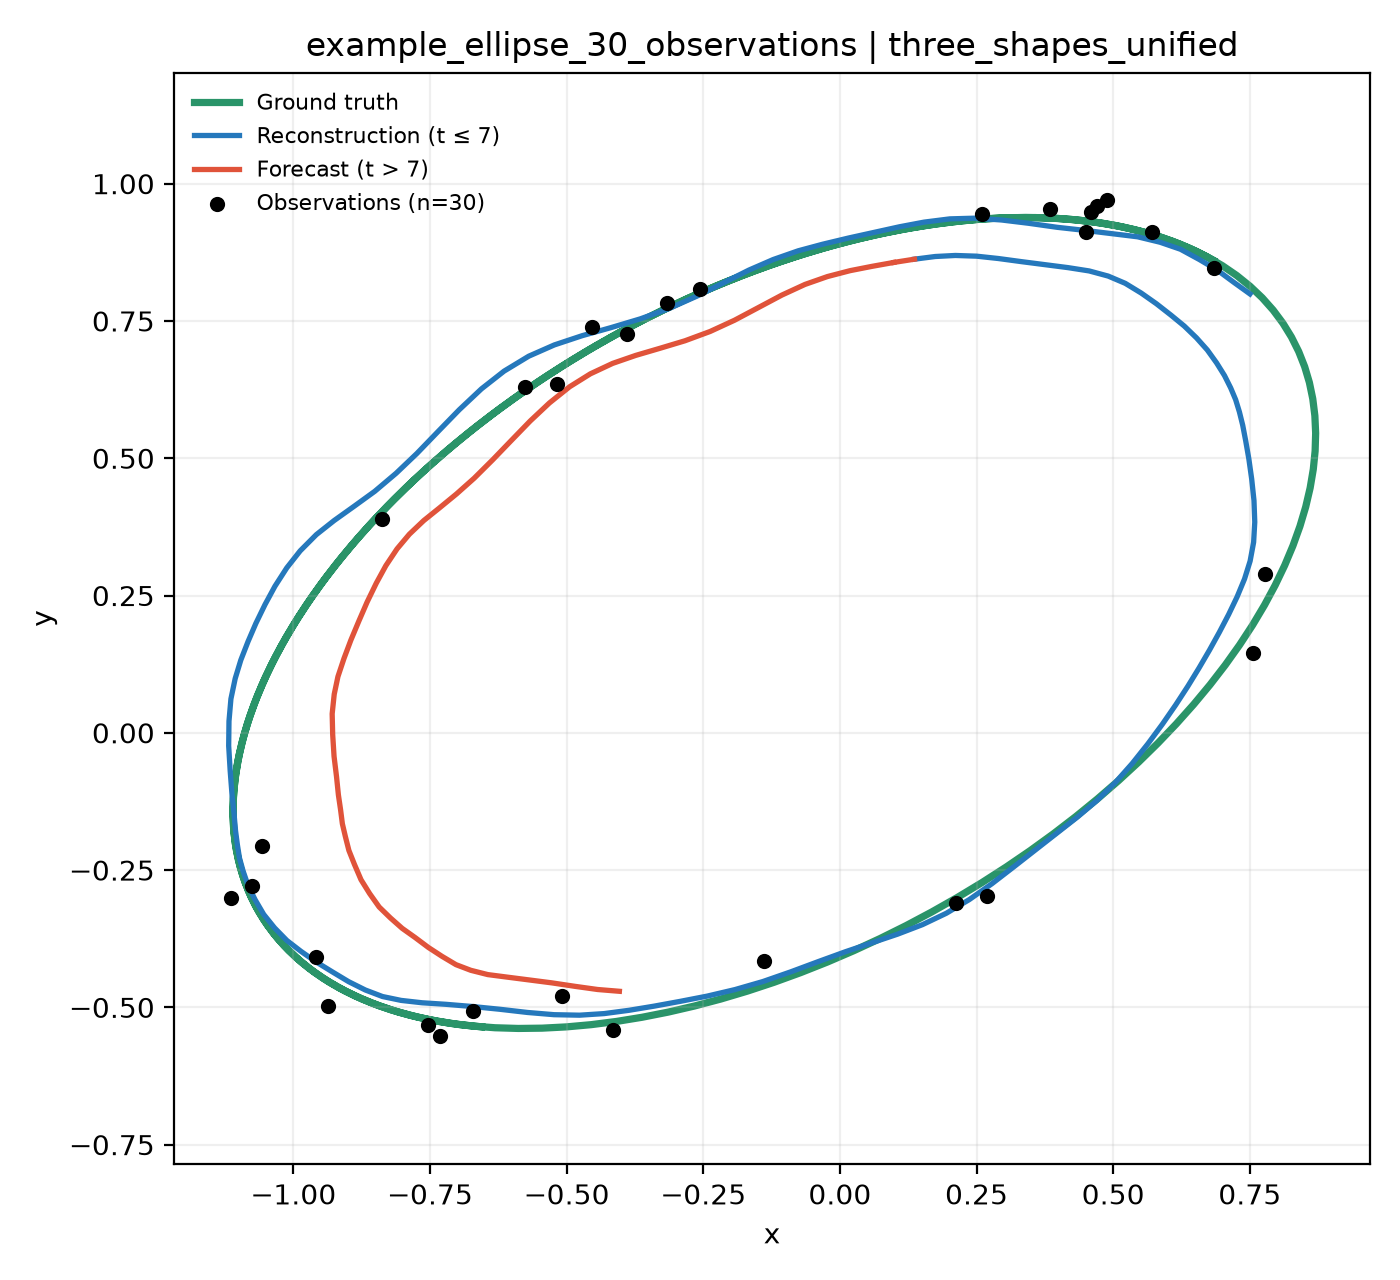 example_ellipse_30_observations | three_shapes_unified
Ground truth
Reconstruction (t ≤ 7)
Forecast (t > 7)
Observations (n=30)
1.00
0.75
0.50
0.25
0.00
−0.25
−0.50
−0.75
y
−1.00 −0.75 −0.50 −0.25 0.00 0.25 0.50 0.75
x